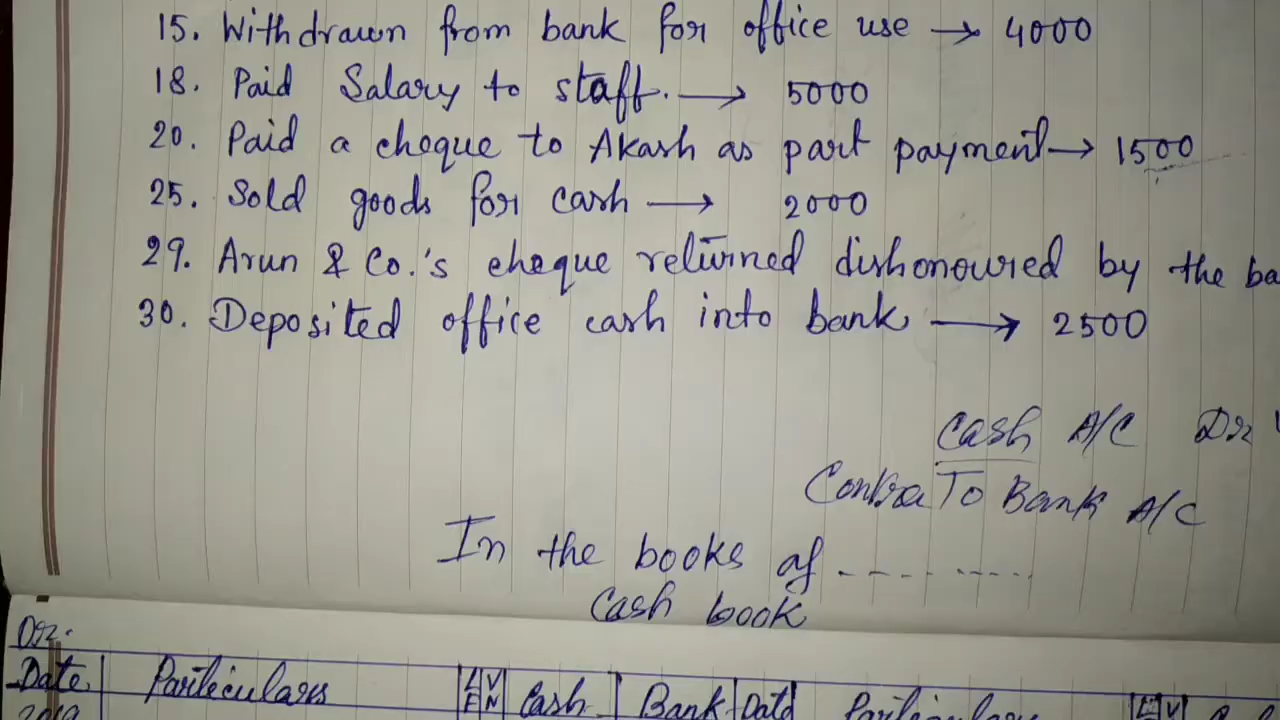 15. Withdrawn from bank for office use → 4000
18. Paid Salary to staff. → 5000
20. Paid a cheque to Akash as part payment → 1500
25. Sold goods for cash → 2000
29. Arun & Co.'s cheque returned dishonoured by the ba
30. Deposited office cash into bank → 2500
Cash A/C Dr
Contra To Bank A/C
In the books of ---- ----
Cash book
Dr.
Date Particulars L F V N Cash Bank Date Particulars
2019